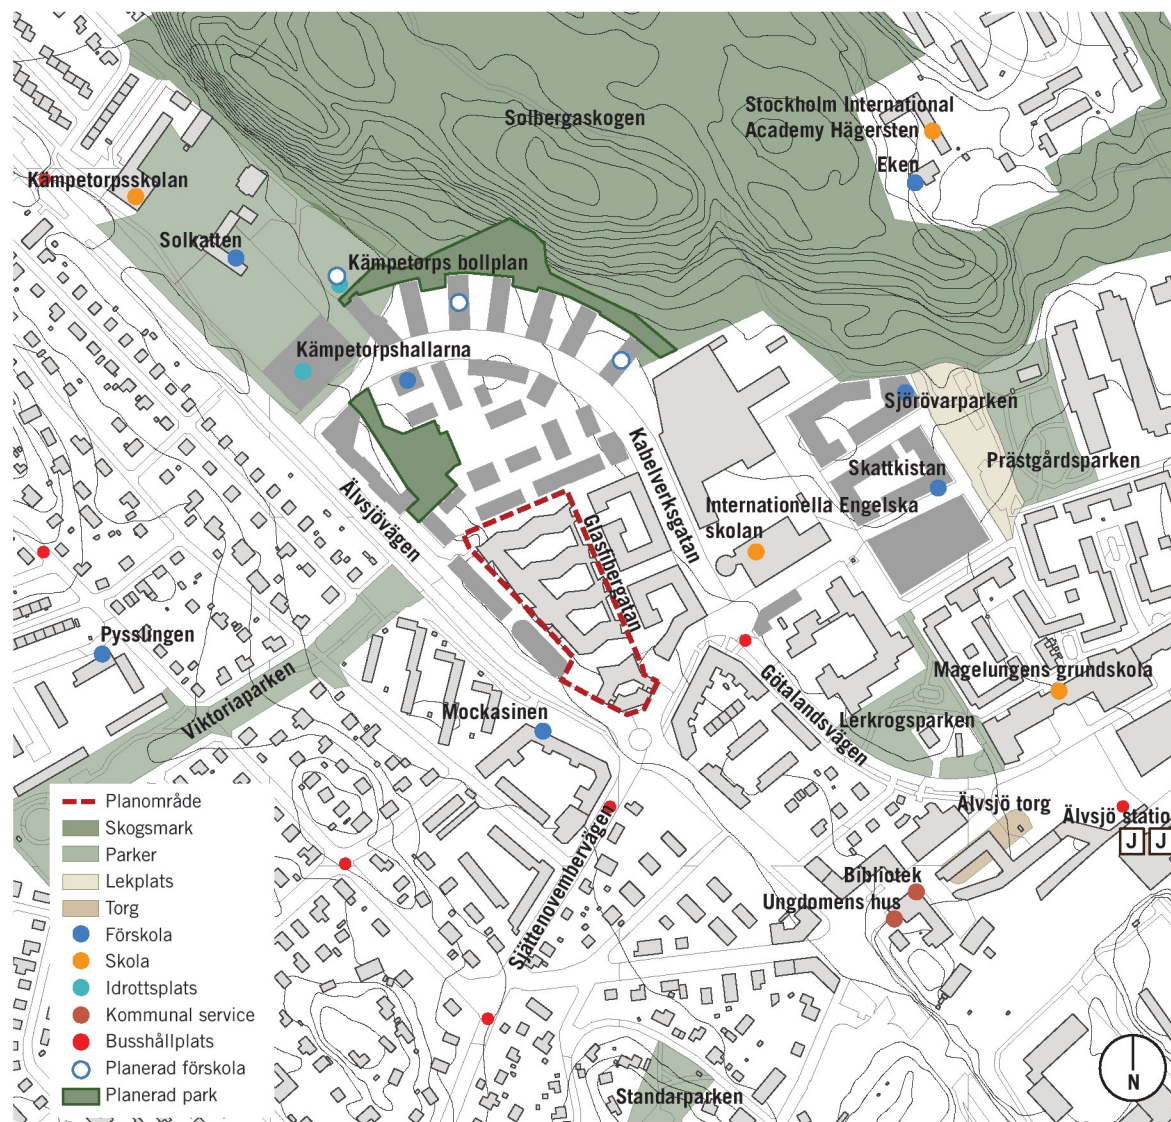 Stockholm International
Academy Hägersten
Solbergaskogen
Eken
Kämpetorpsskolan
Solkatten
Kämpetorps bollplan
Kämpetorpshallarna
Sjörövarparken
Kabelverksgatan
Prästgårdsparken
Skattkistan
Älvsjövägen
Internationella Engelska
skolan
Glasfibergatan
Pysslingen
Viktoriaparken
Magelungens grundskola
Götalandsvägen
Mockasinen
Lerkrogsparken
Älvsjö torg
Älvsjö statio
J J
Sjättenovembervägen
Bibliotek
Ungdomens hus
Standarparken
Planområde
Skogsmark
Parker
Lekplats
Torg
Förskola
Skola
Idrottsplats
Kommunal service
Busshållplats
Planerad förskola
Planerad park
N